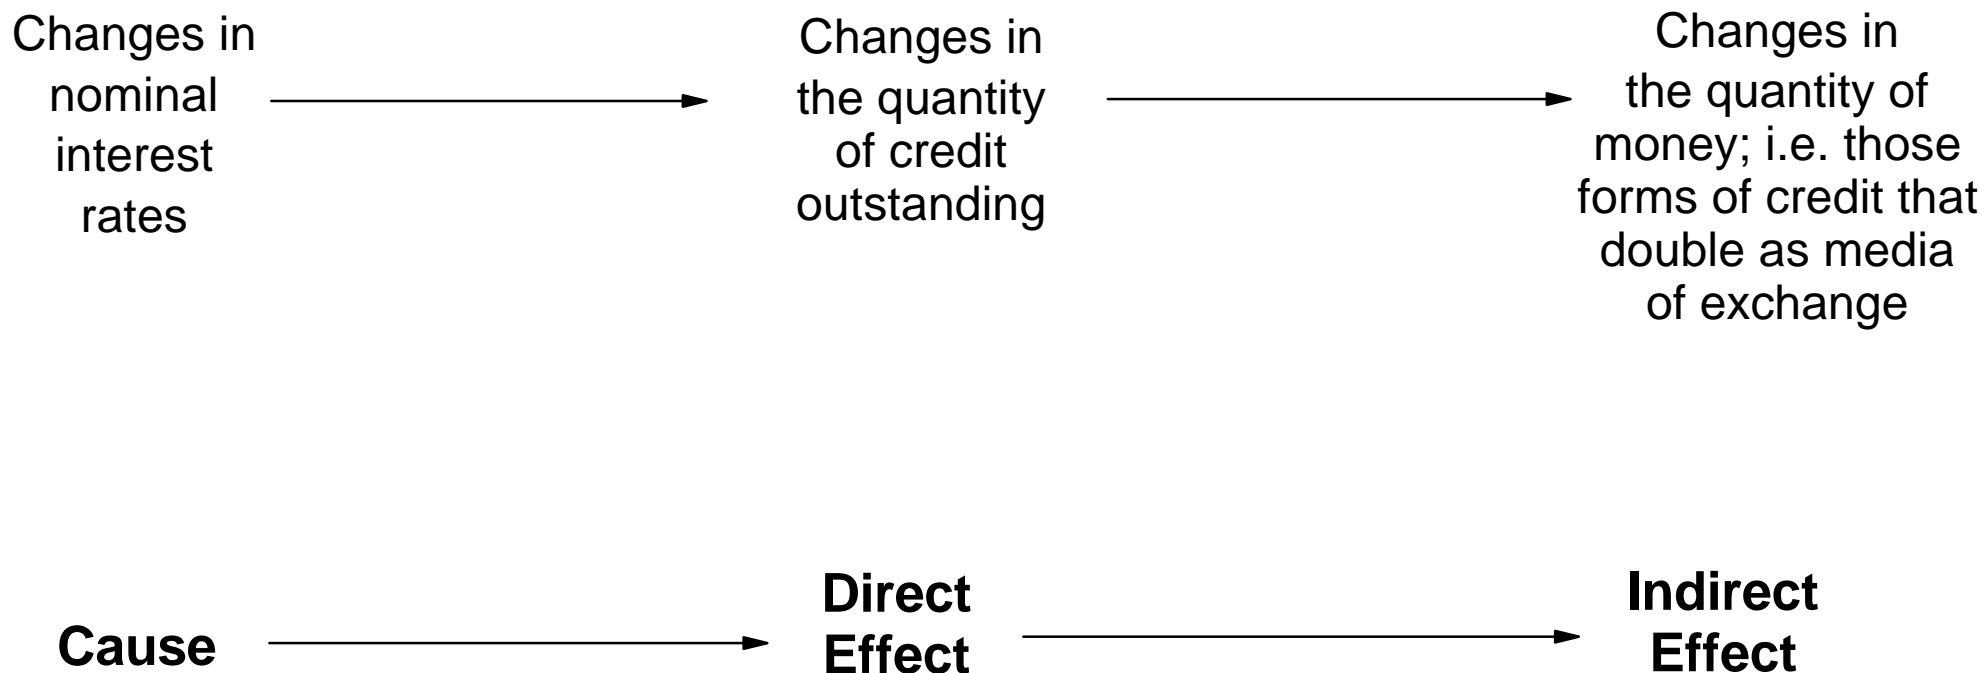 Changes in
nominal
interest
rates
Changes in
the quantity
of credit
outstanding
Changes in
the quantity of
money; i.e. those
forms of credit that
double as media
of exchange
Cause
Direct
Effect
Indirect
Effect